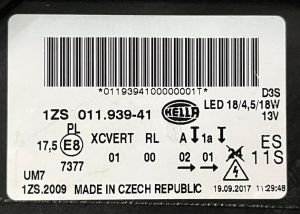 *0119394100000001T*
D3S
1ZS 011.939-41 HELLA LED 18/4,5/18W
13V
PL
17,5 E8 XCVERT RL A 1a ES
7377 01 00 02 01 11S
UM7
1ZS.2009 MADE IN CZECH REPUBLIC 19.09.2017 11:29:48